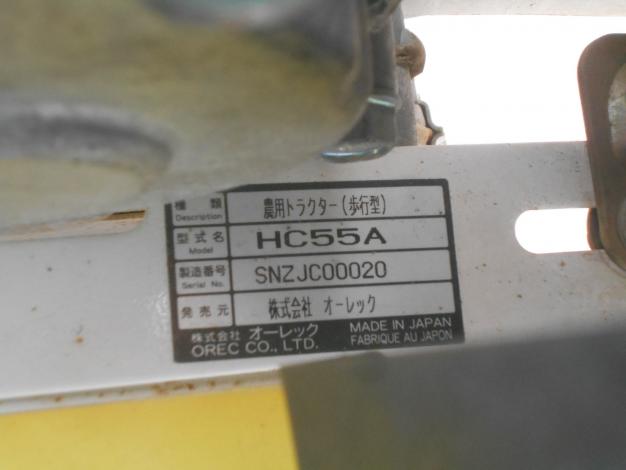 種類 農用トラクター(歩行型)
Description
型式名 HC55A
Model
製造番号 SNZJC00020
Serial No.
発売元 株式会社 オーレック
株式会社 オーレック MADE IN JAPAN
OREC CO., LTD. FABRIQUE AU JAPON